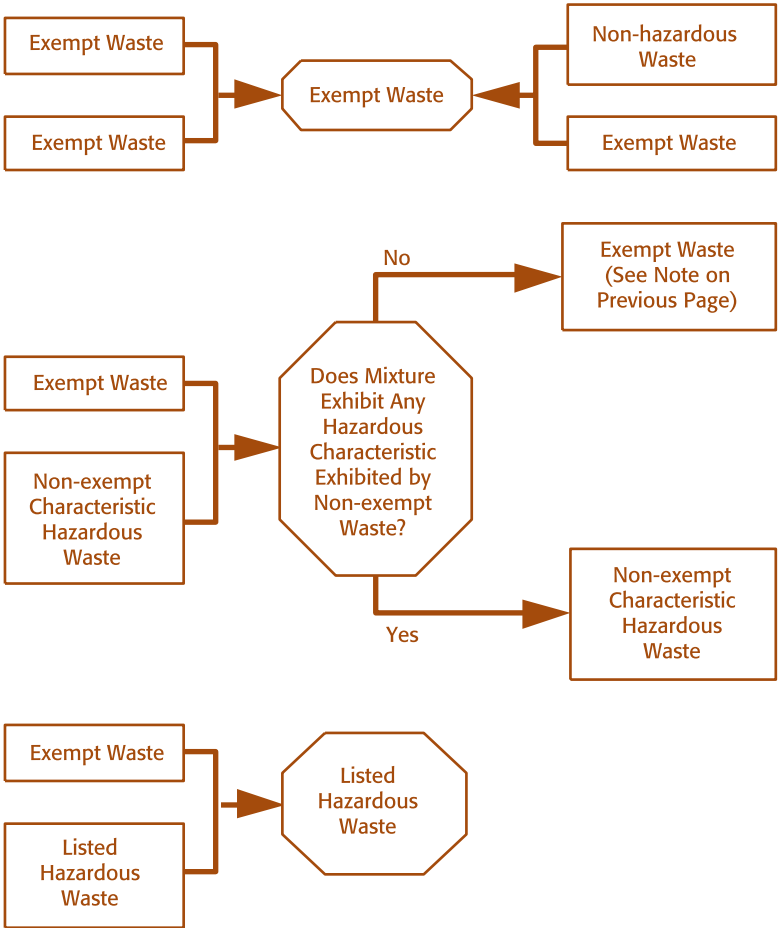 Exempt Waste
Exempt Waste
Exempt Waste
Non-hazardous
Waste
Exempt Waste
Exempt Waste
Non-exempt
Characteristic
Hazardous
Waste
Does Mixture
Exhibit Any
Hazardous
Characteristic
Exhibited by
Non-exempt
Waste?
No
Exempt Waste
(See Note on
Previous Page)
Yes
Non-exempt
Characteristic
Hazardous
Waste
Exempt Waste
Listed
Hazardous
Waste
Listed
Hazardous
Waste